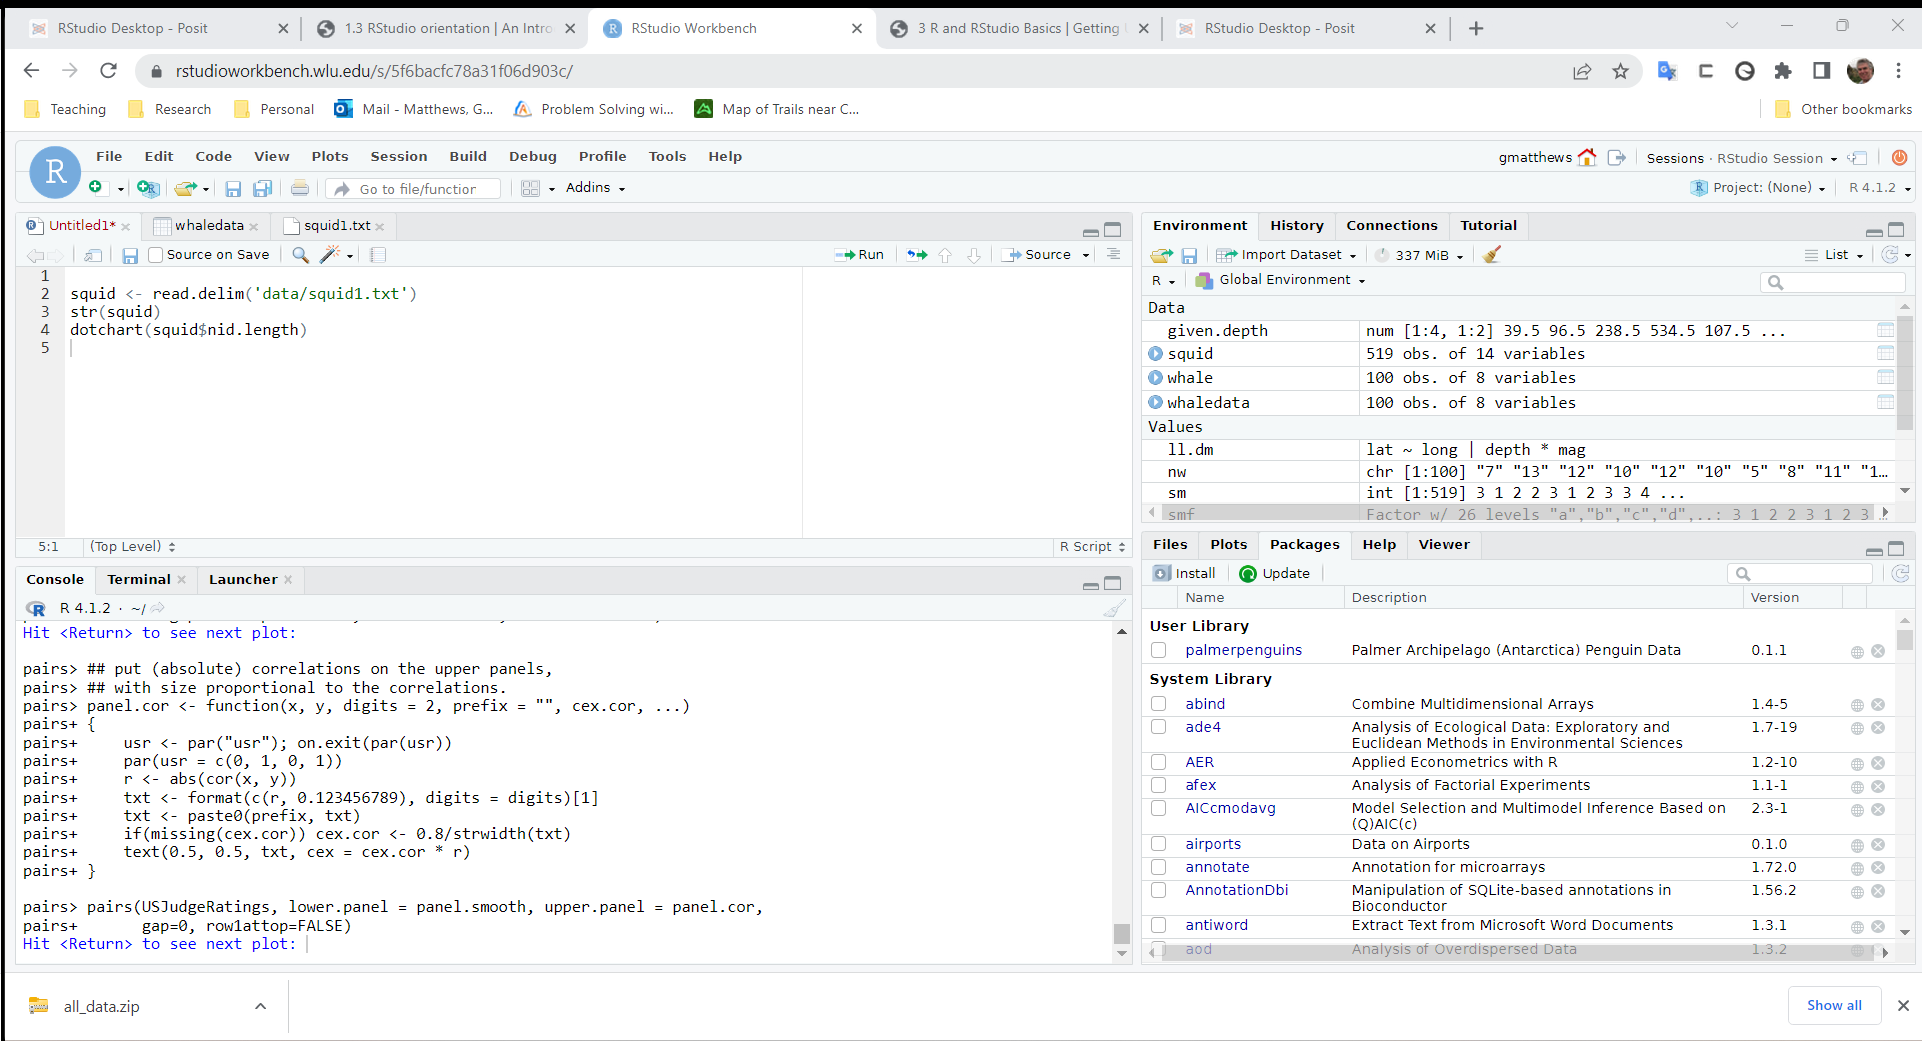 RStudio Desktop - Posit
1.3 RStudio orientation | An Intro
RStudio Workbench
3 R and RStudio Basics | Getting
RStudio Desktop - Posit
rstudioworkbench.wlu.edu/s/5f6bacfc78a31f06d903c/
Teaching
Research
Personal
Mail - Matthews, G...
Problem Solving wi...
Map of Trails near C...
Other bookmarks
R
File Edit Code View Plots Session Build Debug Profile Tools Help
gmatthews
Sessions · RStudio Session
Go to file/function
Addins
Project: (None)
R 4.1.2
Untitled1*
whaledata
squid1.txt
Source on Save
Run
Source
1
2 squid <- read.delim('data/squid1.txt')
3 str(squid)
4 dotchart(squid$nid.length)
5
5:1 (Top Level)
R Script
Console Terminal Launcher
R 4.1.2 · ~/
Hit <Return> to see next plot:
pairs> ## put (absolute) correlations on the upper panels,
pairs> ## with size proportional to the correlations.
pairs> panel.cor <- function(x, y, digits = 2, prefix = "", cex.cor, ...)
pairs+ {
pairs+     usr <- par("usr"); on.exit(par(usr))
pairs+     par(usr = c(0, 1, 0, 1))
pairs+     r <- abs(cor(x, y))
pairs+     txt <- format(c(r, 0.123456789), digits = digits)[1]
pairs+     txt <- paste0(prefix, txt)
pairs+     if(missing(cex.cor)) cex.cor <- 0.8/strwidth(txt)
pairs+     text(0.5, 0.5, txt, cex = cex.cor * r)
pairs+ }
pairs> pairs(USJudgeRatings, lower.panel = panel.smooth, upper.panel = panel.cor,
pairs+       gap=0, row1attop=FALSE)
Hit <Return> to see next plot:
Environment History Connections Tutorial
Import Dataset
337 MiB
List
R
Global Environment
Data
given.depth num [1:4, 1:2] 39.5 96.5 238.5 534.5 107.5 ...
squid 519 obs. of 14 variables
whale 100 obs. of 8 variables
whaledata 100 obs. of 8 variables
Values
ll.dm lat ~ long | depth * mag
nw chr [1:100] "7" "13" "12" "10" "12" "10" "5" "8" "11" "1…
sm int [1:519] 3 1 2 2 3 1 2 3 3 4 ...
smf Factor w/ 26 levels "a","b","c","d",..: 3 1 2 2 3 1 2 3 …
Files Plots Packages Help Viewer
Install
Update
Name Description Version
User Library
palmerpenguins Palmer Archipelago (Antarctica) Penguin Data 0.1.1
System Library
abind Combine Multidimensional Arrays 1.4-5
ade4 Analysis of Ecological Data: Exploratory and 1.7-19
Euclidean Methods in Environmental Sciences
AER Applied Econometrics with R 1.2-10
afex Analysis of Factorial Experiments 1.1-1
AICcmodavg Model Selection and Multimodel Inference Based on 2.3-1
(Q)AIC(c)
airports Data on Airports 0.1.0
annotate Annotation for microarrays 1.72.0
AnnotationDbi Manipulation of SQLite-based annotations in 1.56.2
Bioconductor
antiword Extract Text from Microsoft Word Documents 1.3.1
aod Analysis of Overdispersed Data 1.3.2
all_data.zip
Show all